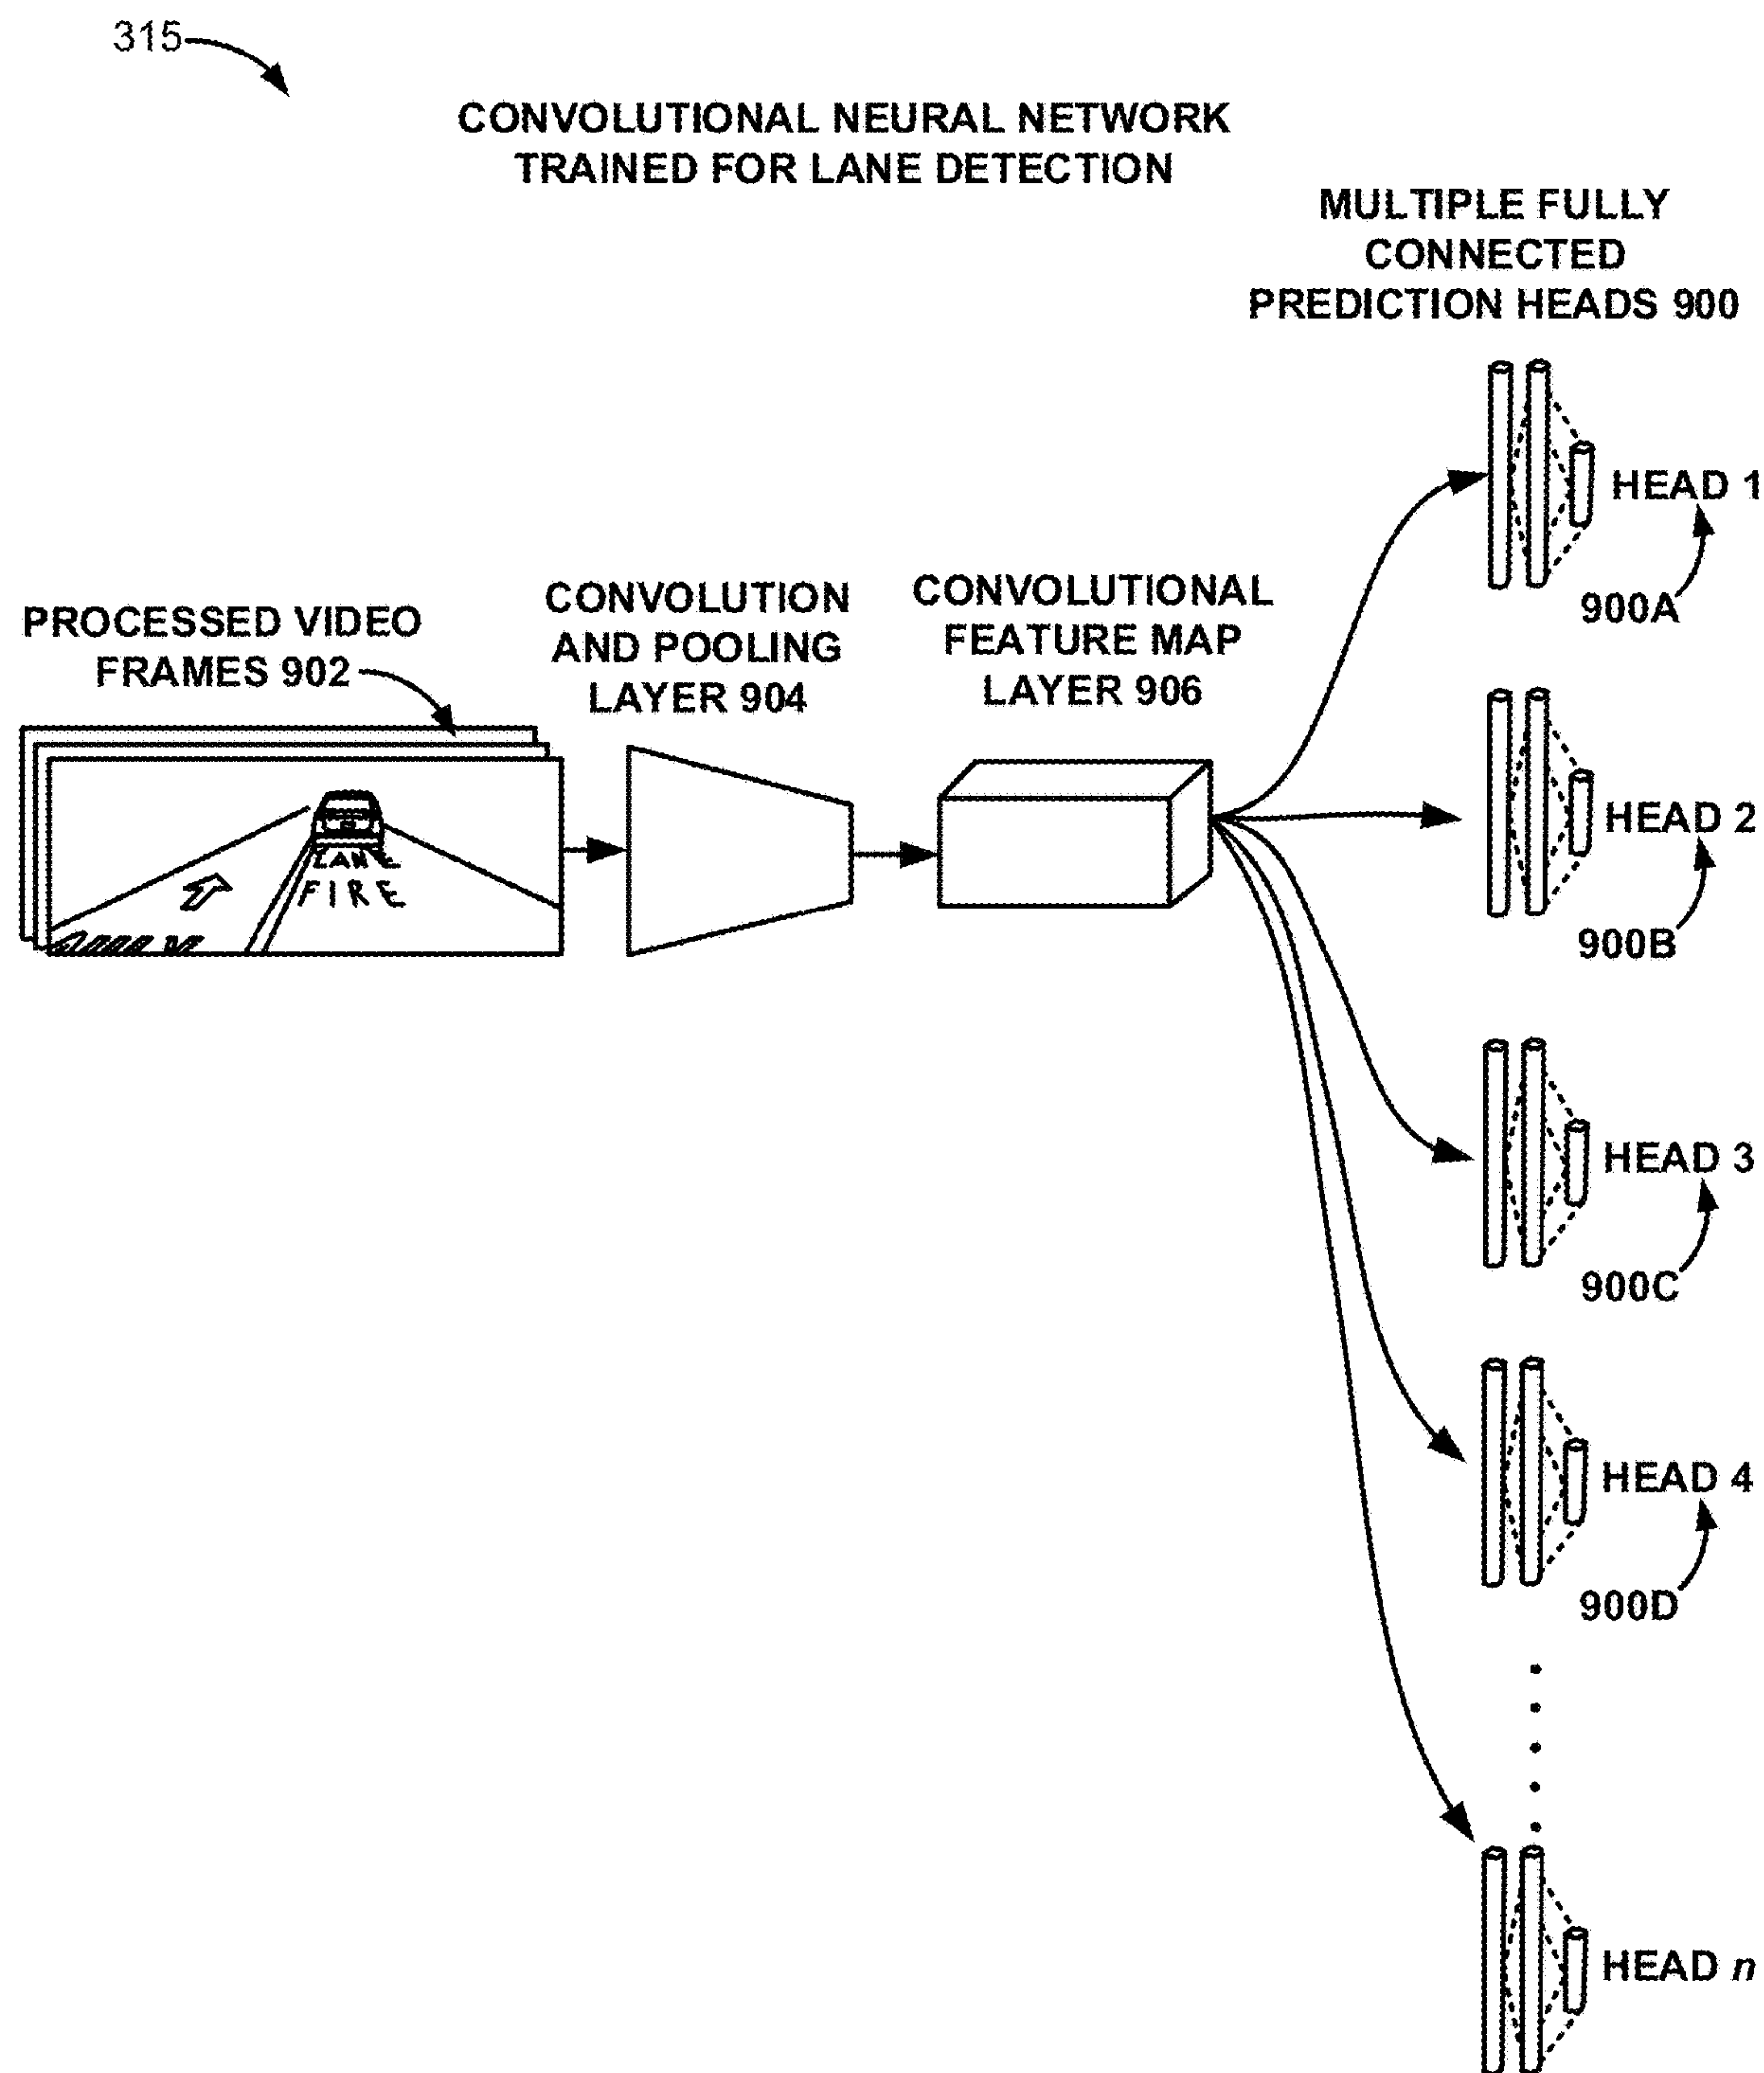 315
CONVOLUTIONAL NEURAL NETWORK
TRAINED FOR LANE DETECTION
MULTIPLE FULLY
CONNECTED
PREDICTION HEADS 900
HEAD 1
900A
PROCESSED VIDEO
FRAMES 902
CONVOLUTION
AND POOLING
LAYER 904
CONVOLUTIONAL
FEATURE MAP
LAYER 906
LANE
FIRE
HEAD 2
900B
HEAD 3
900C
HEAD 4
900D
HEAD n